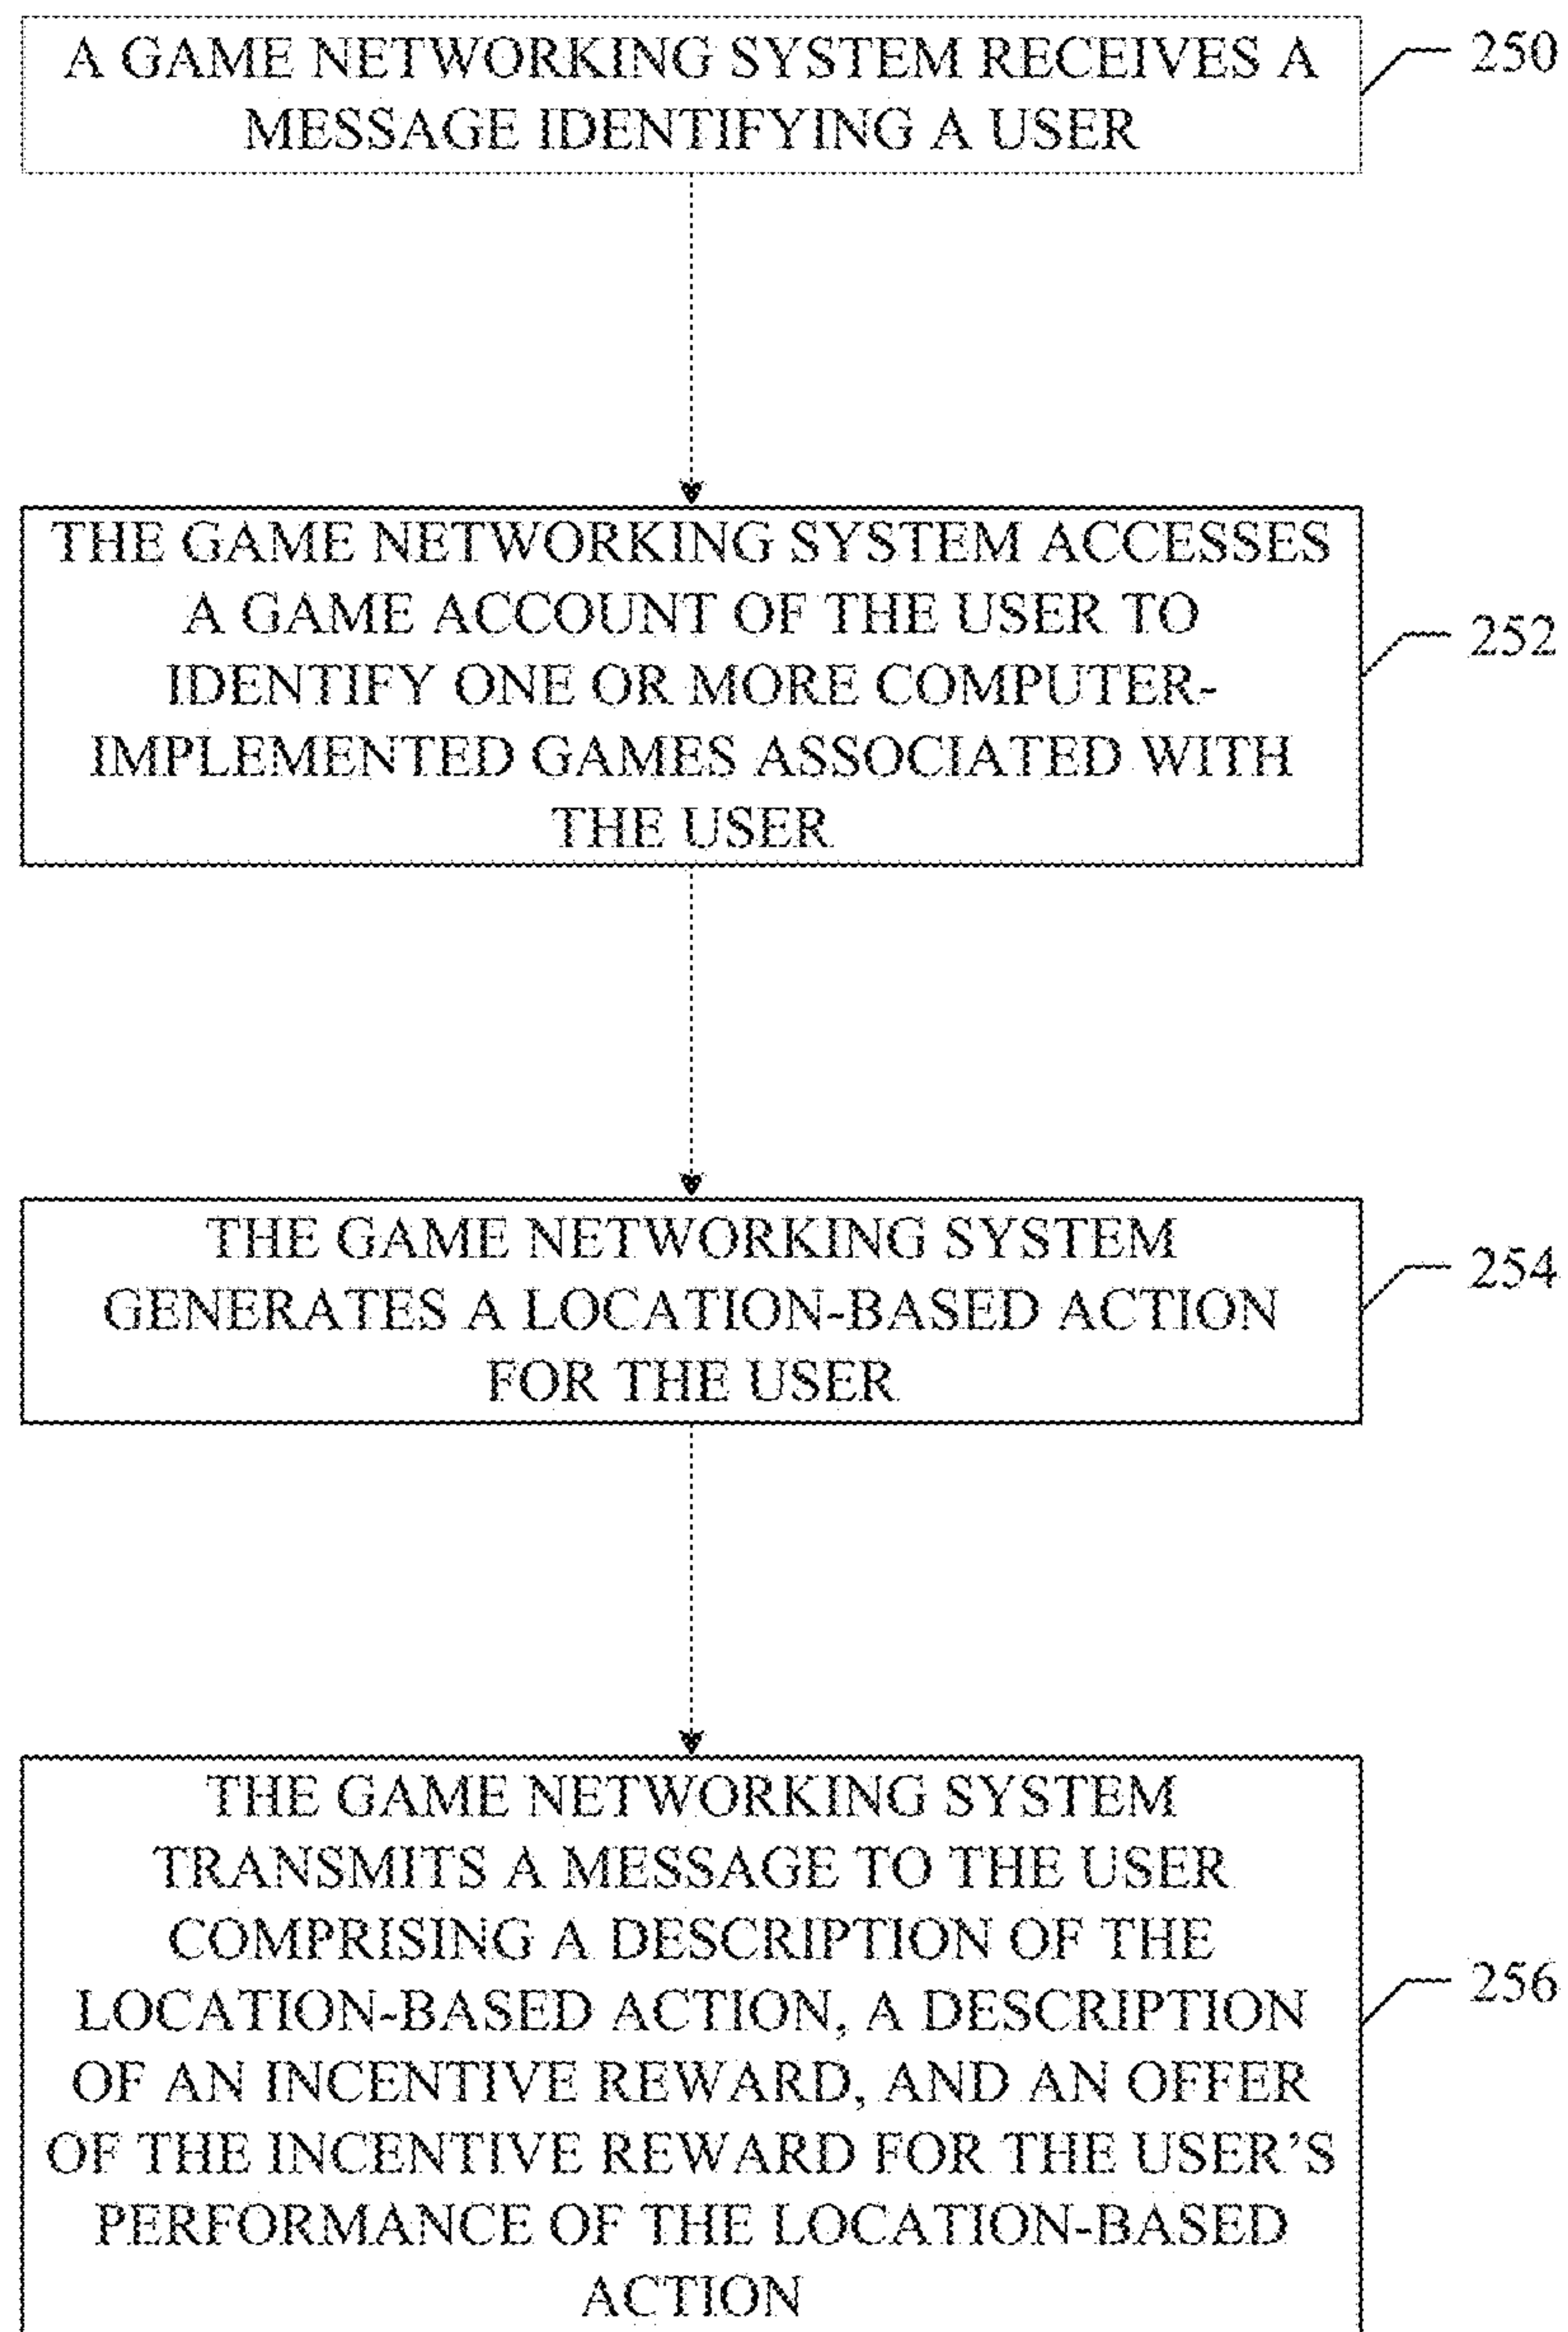 A GAME NETWORKING SYSTEM RECEIVES A
MESSAGE IDENTIFYING A USER
250
THE GAME NETWORKING SYSTEM ACCESSES
A GAME ACCOUNT OF THE USER TO
IDENTIFY ONE OR MORE COMPUTER-
IMPLEMENTED GAMES ASSOCIATED WITH
THE USER
252
THE GAME NETWORKING SYSTEM
GENERATES A LOCATION-BASED ACTION
FOR THE USER
254
THE GAME NETWORKING SYSTEM
TRANSMITS A MESSAGE TO THE USER
COMPRISING A DESCRIPTION OF THE
LOCATION-BASED ACTION, A DESCRIPTION
OF AN INCENTIVE REWARD, AND AN OFFER
OF THE INCENTIVE REWARD FOR THE USER’S
PERFORMANCE OF THE LOCATION-BASED
ACTION
256